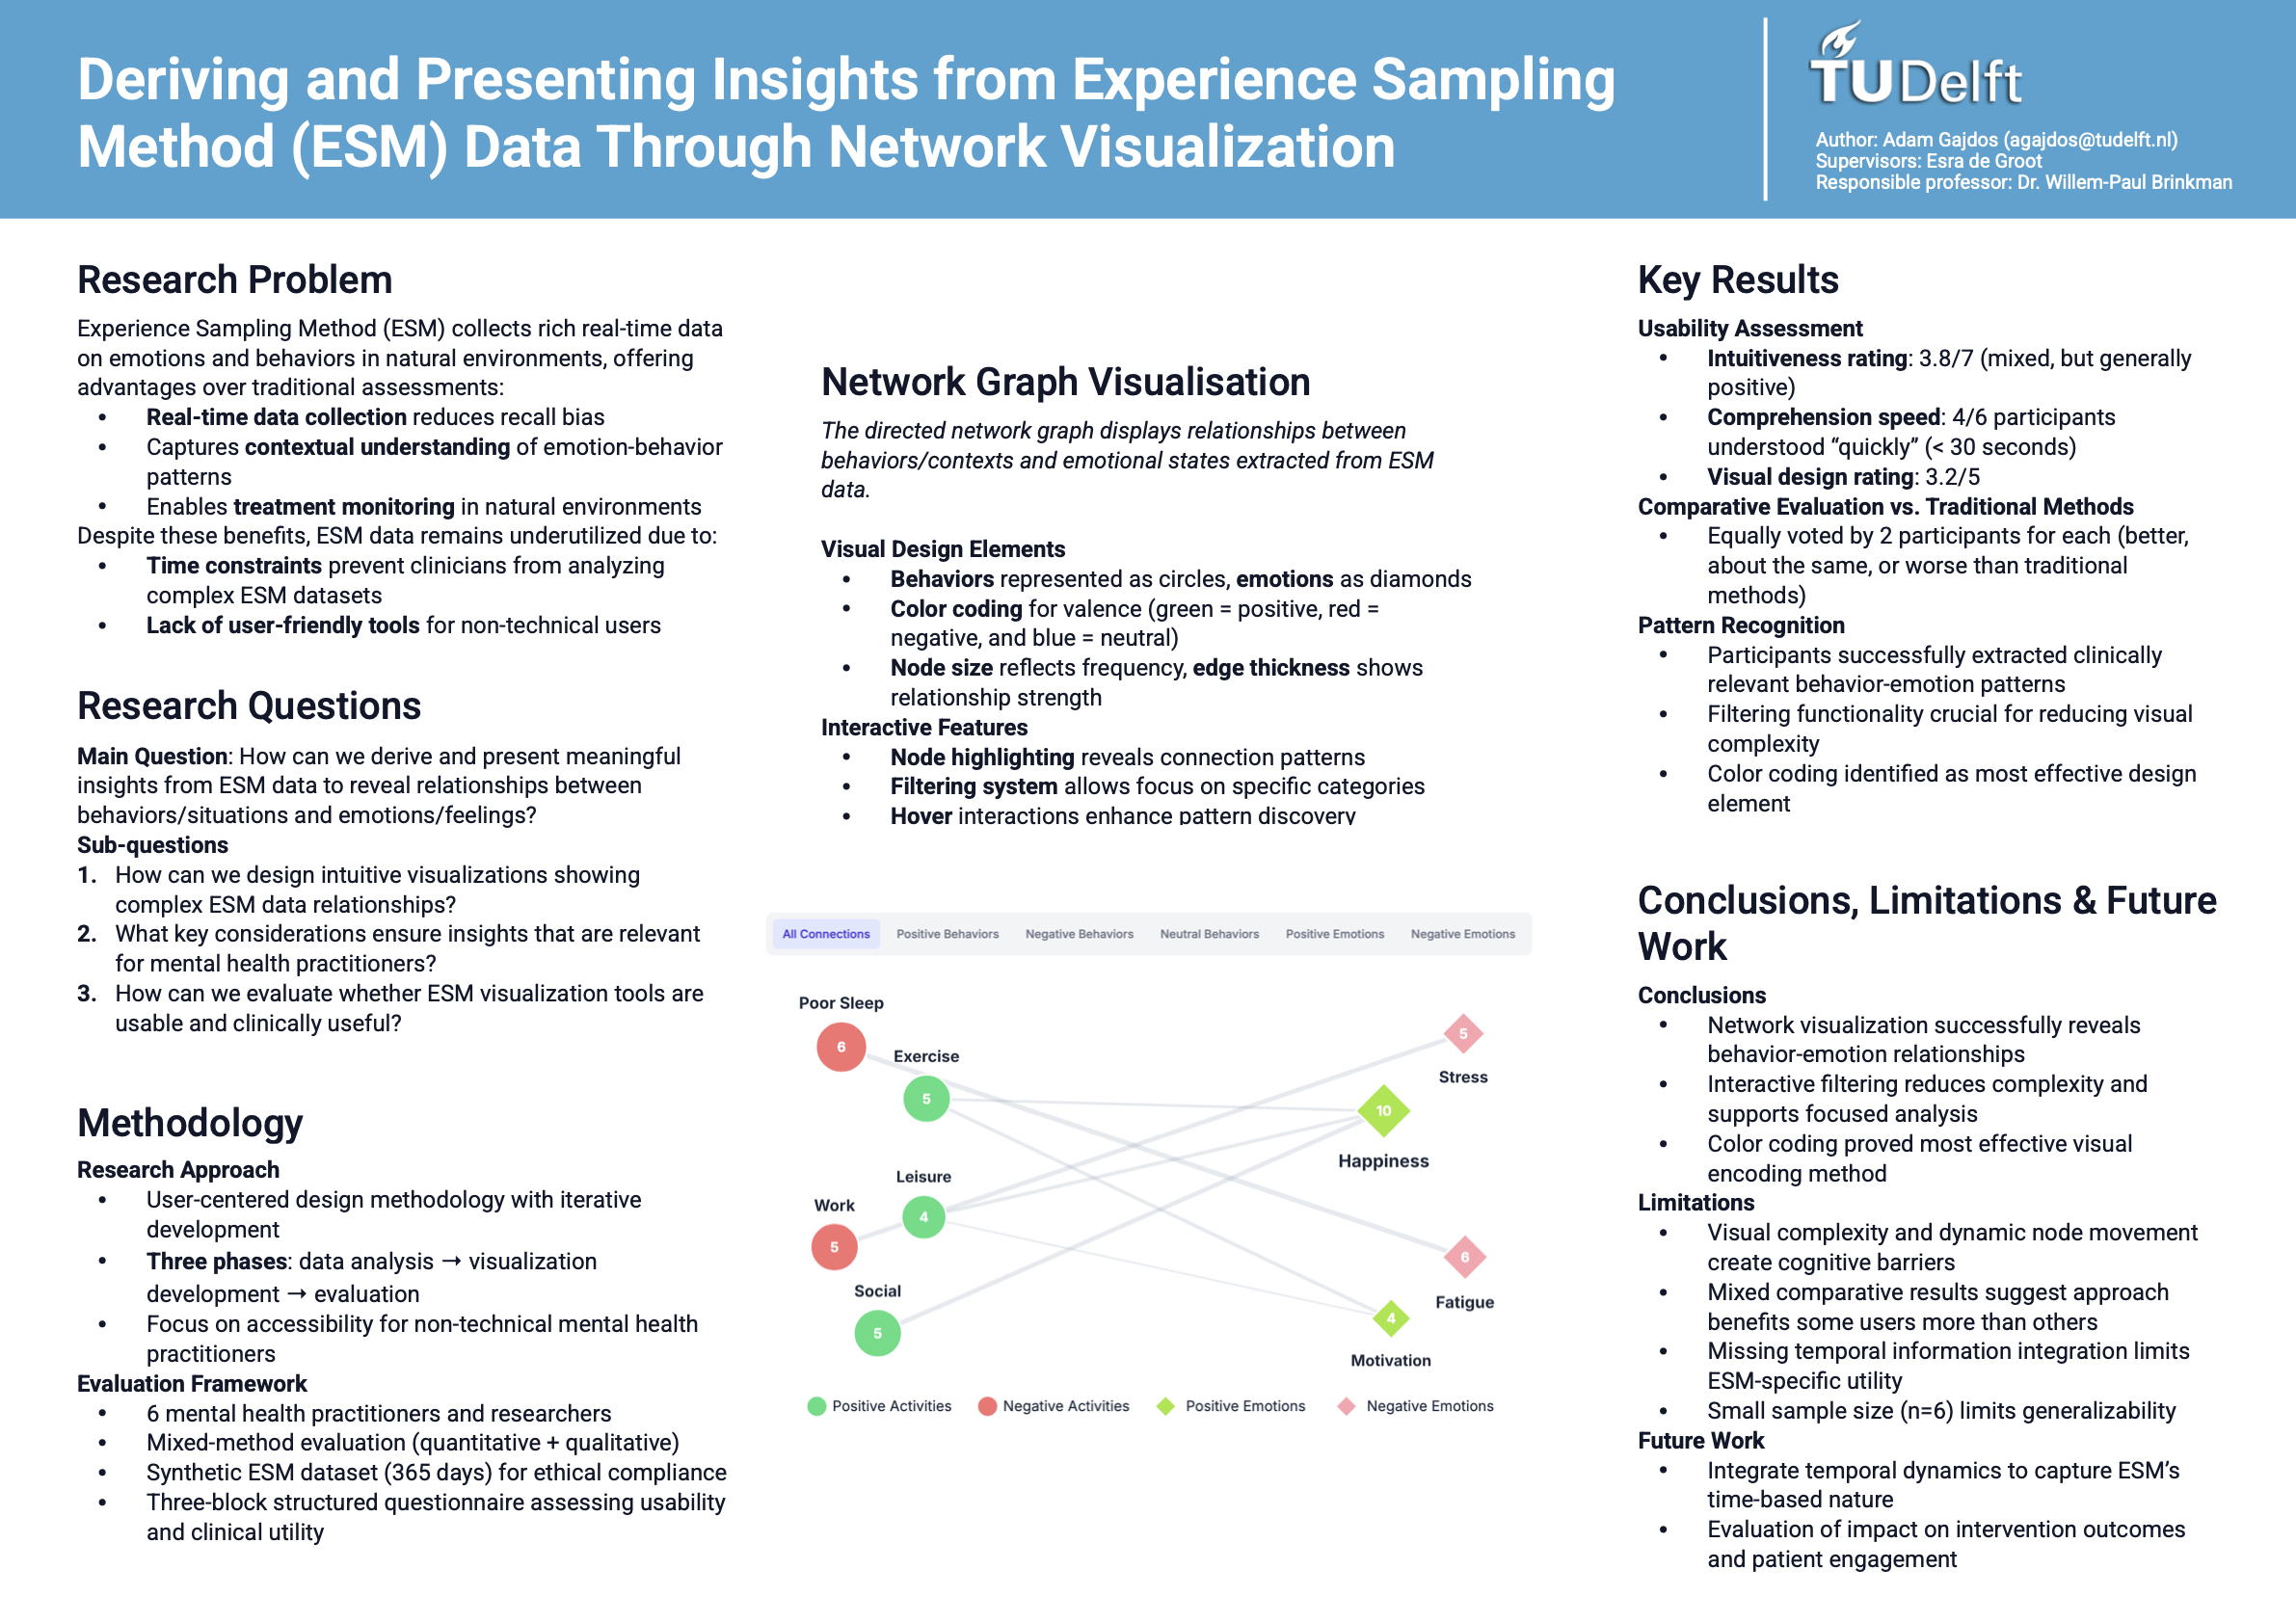 Deriving and Presenting Insights from Experience Sampling
Method (ESM) Data Through Network Visualization
TUDelft
Author: Adam Gajdos (agajdos@tudelft.nl)
Supervisors: Esra de Groot
Responsible professor: Dr. Willem-Paul Brinkman
Research Problem
Experience Sampling Method (ESM) collects rich real-time data
on emotions and behaviors in natural environments, offering
advantages over traditional assessments:
• Real-time data collection reduces recall bias
• Captures contextual understanding of emotion-behavior
patterns
• Enables treatment monitoring in natural environments
Despite these benefits, ESM data remains underutilized due to:
• Time constraints prevent clinicians from analyzing
complex ESM datasets
• Lack of user-friendly tools for non-technical users
Research Questions
Main Question: How can we derive and present meaningful
insights from ESM data to reveal relationships between
behaviors/situations and emotions/feelings?
Sub-questions
1. How can we design intuitive visualizations showing
complex ESM data relationships?
2. What key considerations ensure insights that are relevant
for mental health practitioners?
3. How can we evaluate whether ESM visualization tools are
usable and clinically useful?
Methodology
Research Approach
• User-centered design methodology with iterative
development
• Three phases: data analysis → visualization
development → evaluation
• Focus on accessibility for non-technical mental health
practitioners
Evaluation Framework
• 6 mental health practitioners and researchers
• Mixed-method evaluation (quantitative + qualitative)
• Synthetic ESM dataset (365 days) for ethical compliance
• Three-block structured questionnaire assessing usability
and clinical utility
Network Graph Visualisation
The directed network graph displays relationships between
behaviors/contexts and emotional states extracted from ESM
data.
Visual Design Elements
• Behaviors represented as circles, emotions as diamonds
• Color coding for valence (green = positive, red =
negative, and blue = neutral)
• Node size reflects frequency, edge thickness shows
relationship strength
Interactive Features
• Node highlighting reveals connection patterns
• Filtering system allows focus on specific categories
• Hover interactions enhance pattern discovery
All Connections Positive Behaviors Negative Behaviors Neutral Behaviors Positive Emotions Negative Emotions
Poor Sleep
6
Exercise
5
Leisure
4
Work
5
Social
5
5
Stress
10
Happiness
6
Fatigue
4
Motivation
Positive Activities Negative Activities Positive Emotions Negative Emotions
Key Results
Usability Assessment
• Intuitiveness rating: 3.8/7 (mixed, but generally
positive)
• Comprehension speed: 4/6 participants
understood “quickly” (< 30 seconds)
• Visual design rating: 3.2/5
Comparative Evaluation vs. Traditional Methods
• Equally voted by 2 participants for each (better,
about the same, or worse than traditional
methods)
Pattern Recognition
• Participants successfully extracted clinically
relevant behavior-emotion patterns
• Filtering functionality crucial for reducing visual
complexity
• Color coding identified as most effective design
element
Conclusions, Limitations & Future
Work
Conclusions
• Network visualization successfully reveals
behavior-emotion relationships
• Interactive filtering reduces complexity and
supports focused analysis
• Color coding proved most effective visual
encoding method
Limitations
• Visual complexity and dynamic node movement
create cognitive barriers
• Mixed comparative results suggest approach
benefits some users more than others
• Missing temporal information integration limits
ESM-specific utility
• Small sample size (n=6) limits generalizability
Future Work
• Integrate temporal dynamics to capture ESM’s
time-based nature
• Evaluation of impact on intervention outcomes
and patient engagement